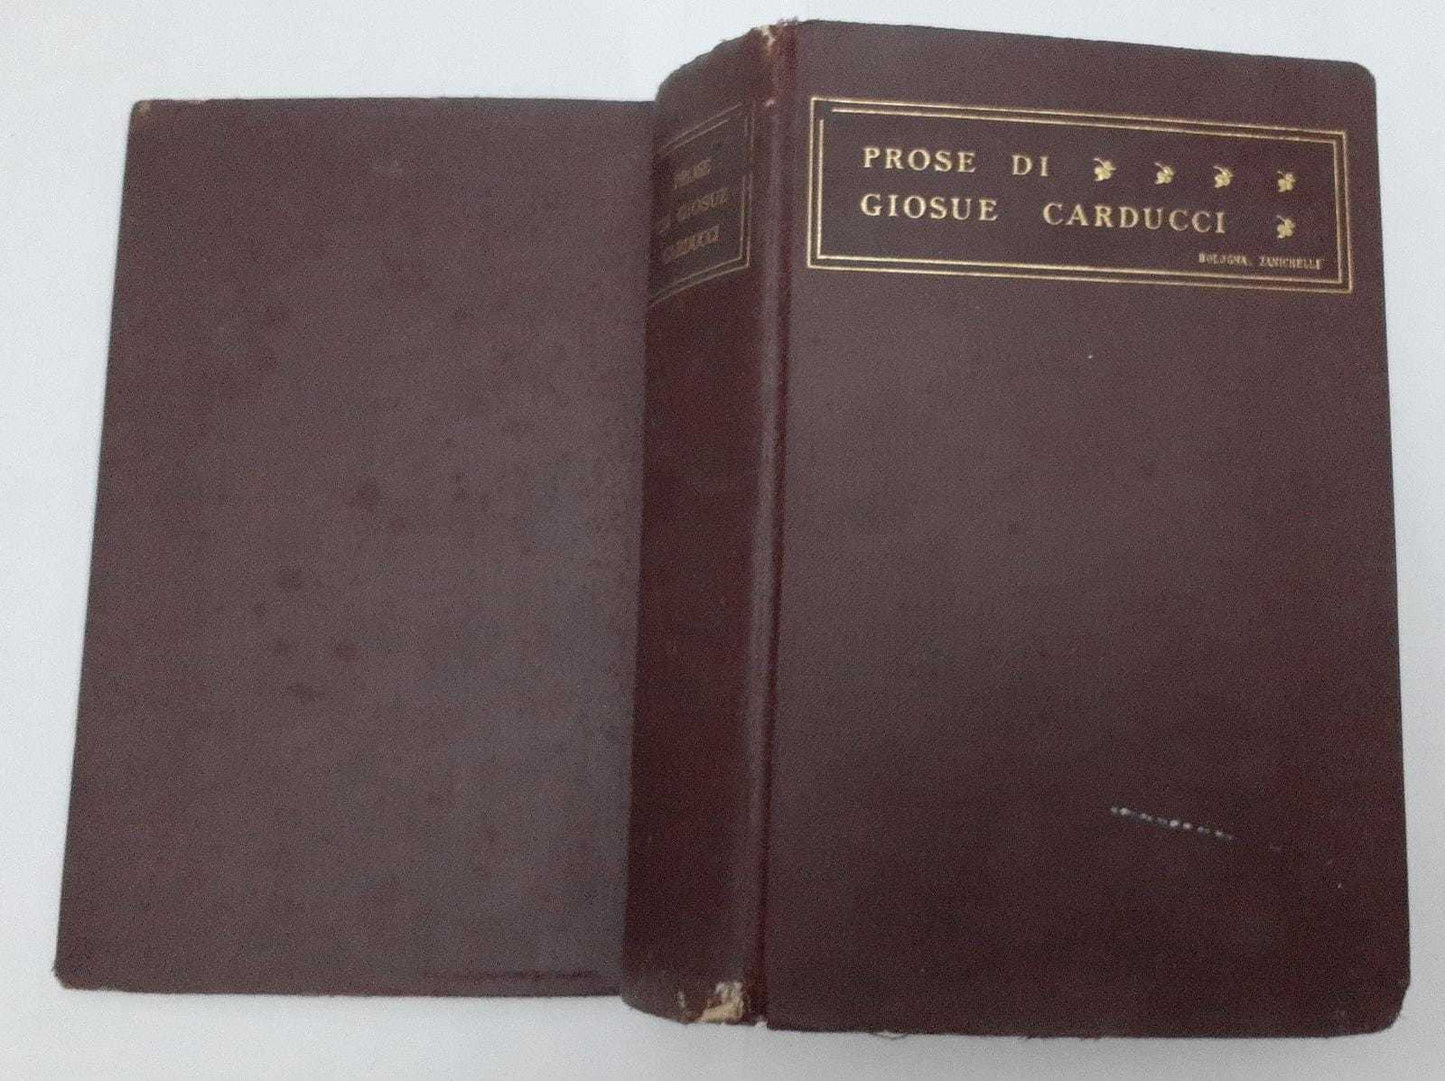 PROSE
DI GIOSUE
CARDUCCI
PROSE DI
GIOSUE CARDUCCI
BOLOGNA, ZANICHELLI